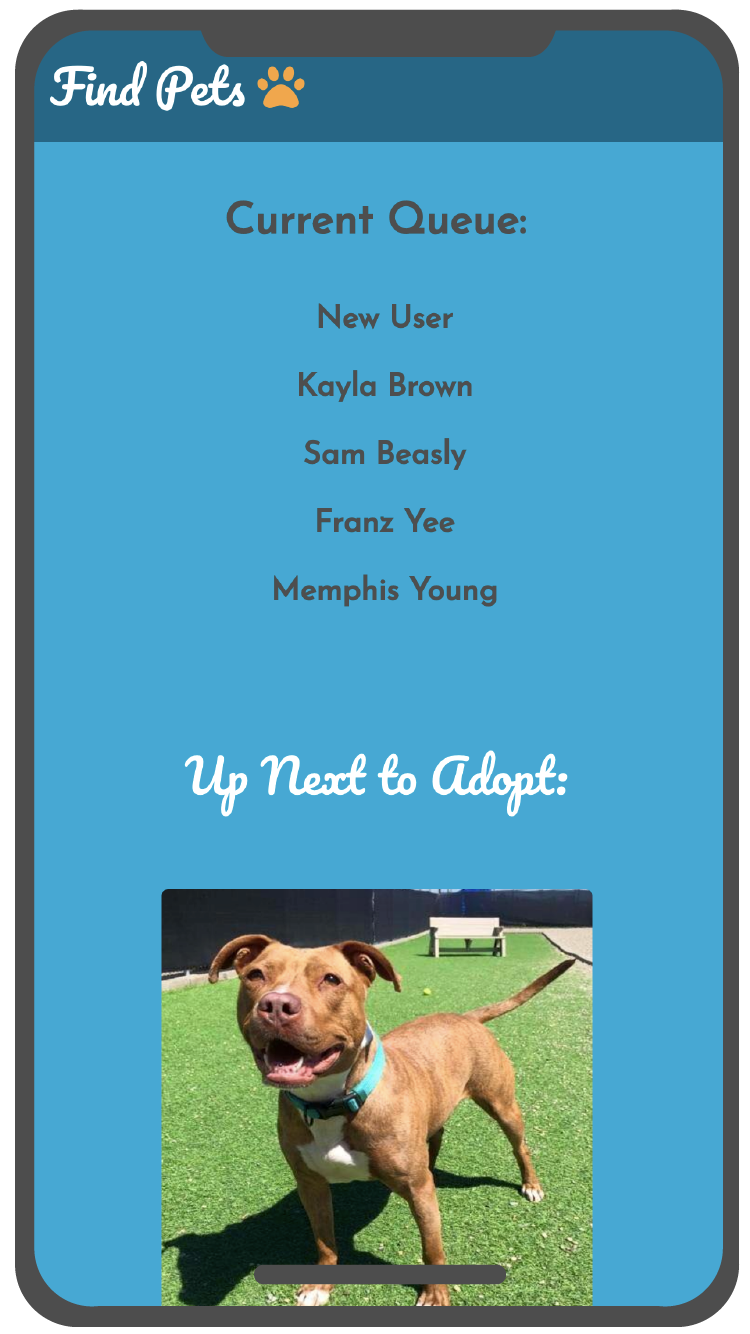 Find Pets
Current Queue:
New User
Kayla Brown
Sam Beasly
Franz Yee
Memphis Young
Up Next to Adopt: